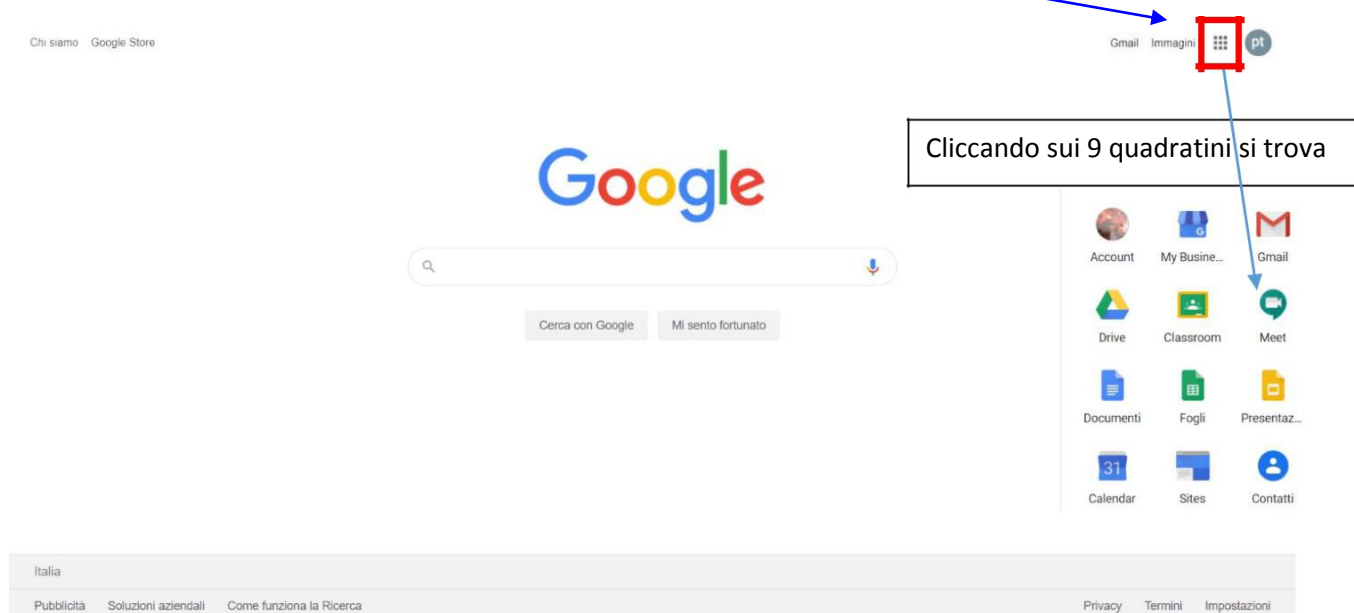 Chi siamo Google Store
Gmail Immagini pt
Cliccando sui 9 quadratini si trova
Google
Account My Busine... Gmail
G
Cerca con Google Mi sento fortunato
Drive Classroom Meet
Documenti Fogli Presentaz...
31
Calendar Sites Contatti
Italia
Pubblicità Soluzioni aziendali Come funziona la Ricerca
Privacy Termini Impostazioni